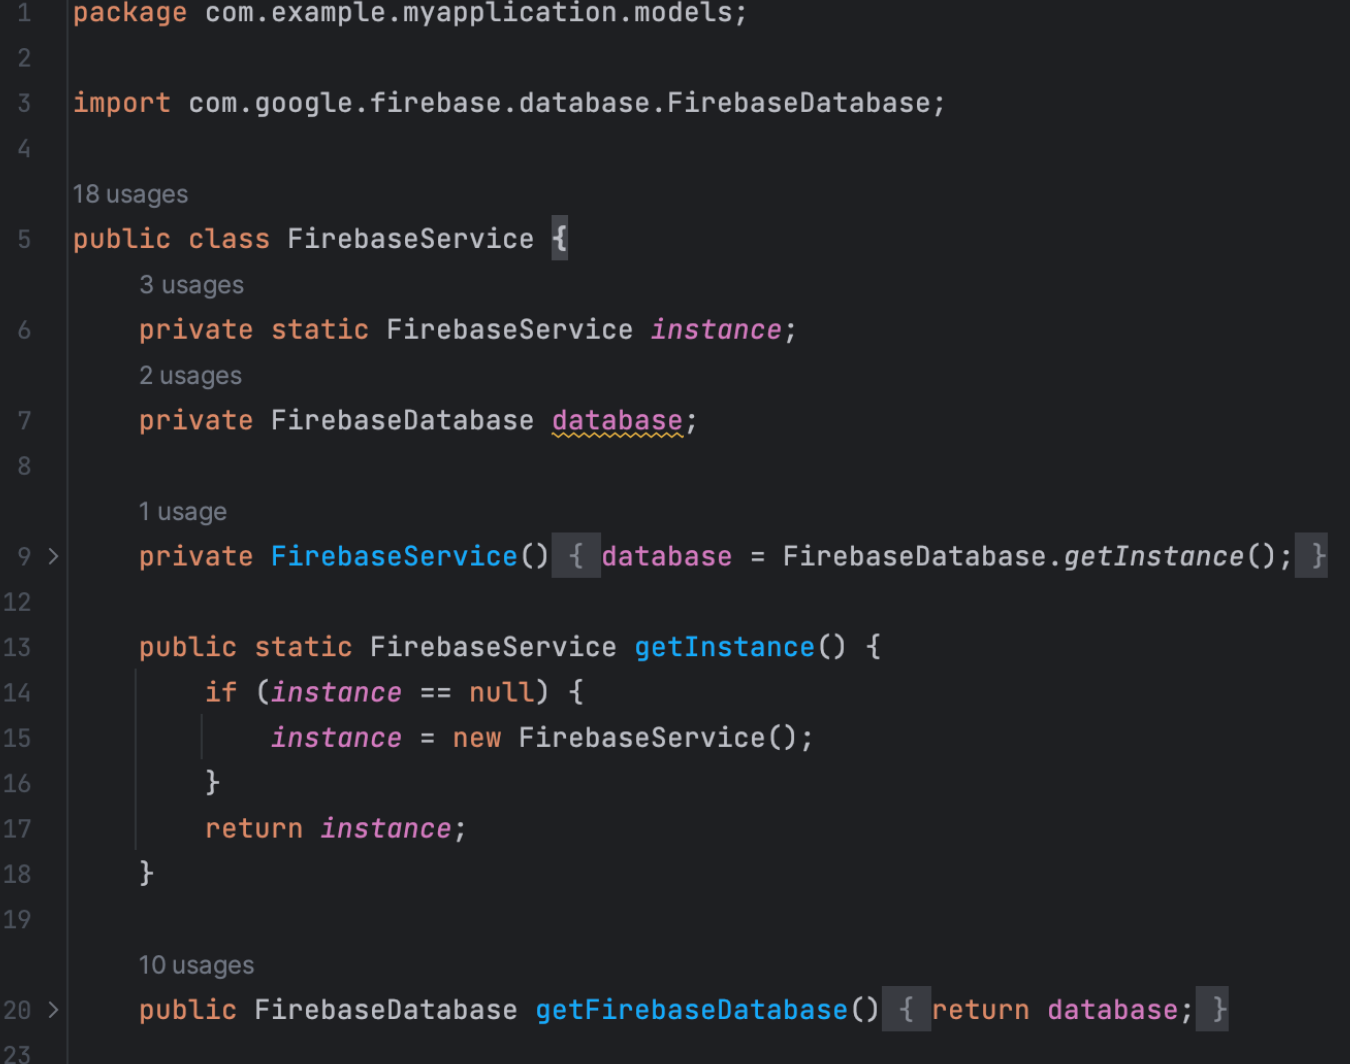 1 package com.example.myapplication.models;
2
3 import com.google.firebase.database.FirebaseDatabase;
4
18 usages
5 public class FirebaseService {
3 usages
6 private static FirebaseService instance;
2 usages
7 private FirebaseDatabase database;
8
1 usage
9 private FirebaseService() { database = FirebaseDatabase.getInstance(); }
12
13 public static FirebaseService getInstance() {
14 if (instance == null) {
15 instance = new FirebaseService();
16 }
17 return instance;
18 }
19
10 usages
20 public FirebaseDatabase getFirebaseDatabase() { return database; }
23